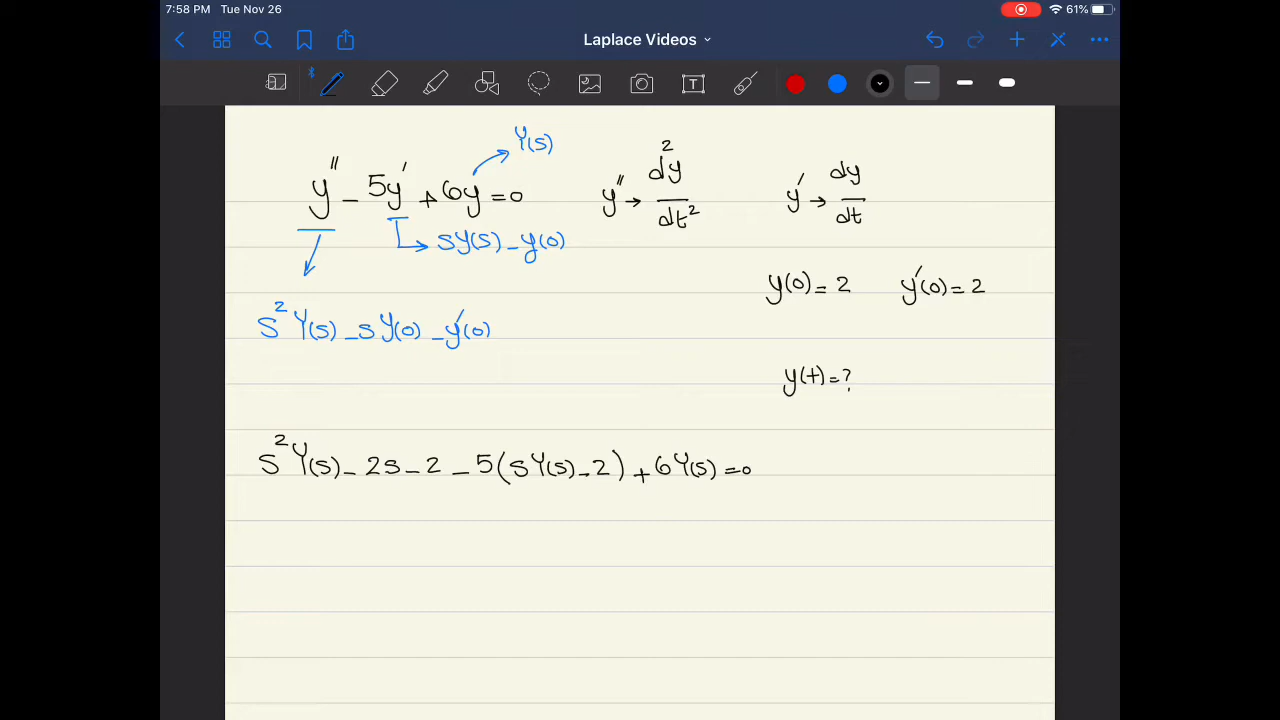 7:58 PM Tue Nov 26 61%
Laplace Videos
Y(s)
y'' - 5y' + 6y = 0 y'' → d²y/dt² y' → dy/dt
sY(s) - y(0)
y(0) = 2 y'(0) = 2
s²Y(s) - sY(0) - y'(0)
y(t) = ?
s²Y(s) - 2s - 2 - 5(sY(s) - 2) + 6Y(s) = 0